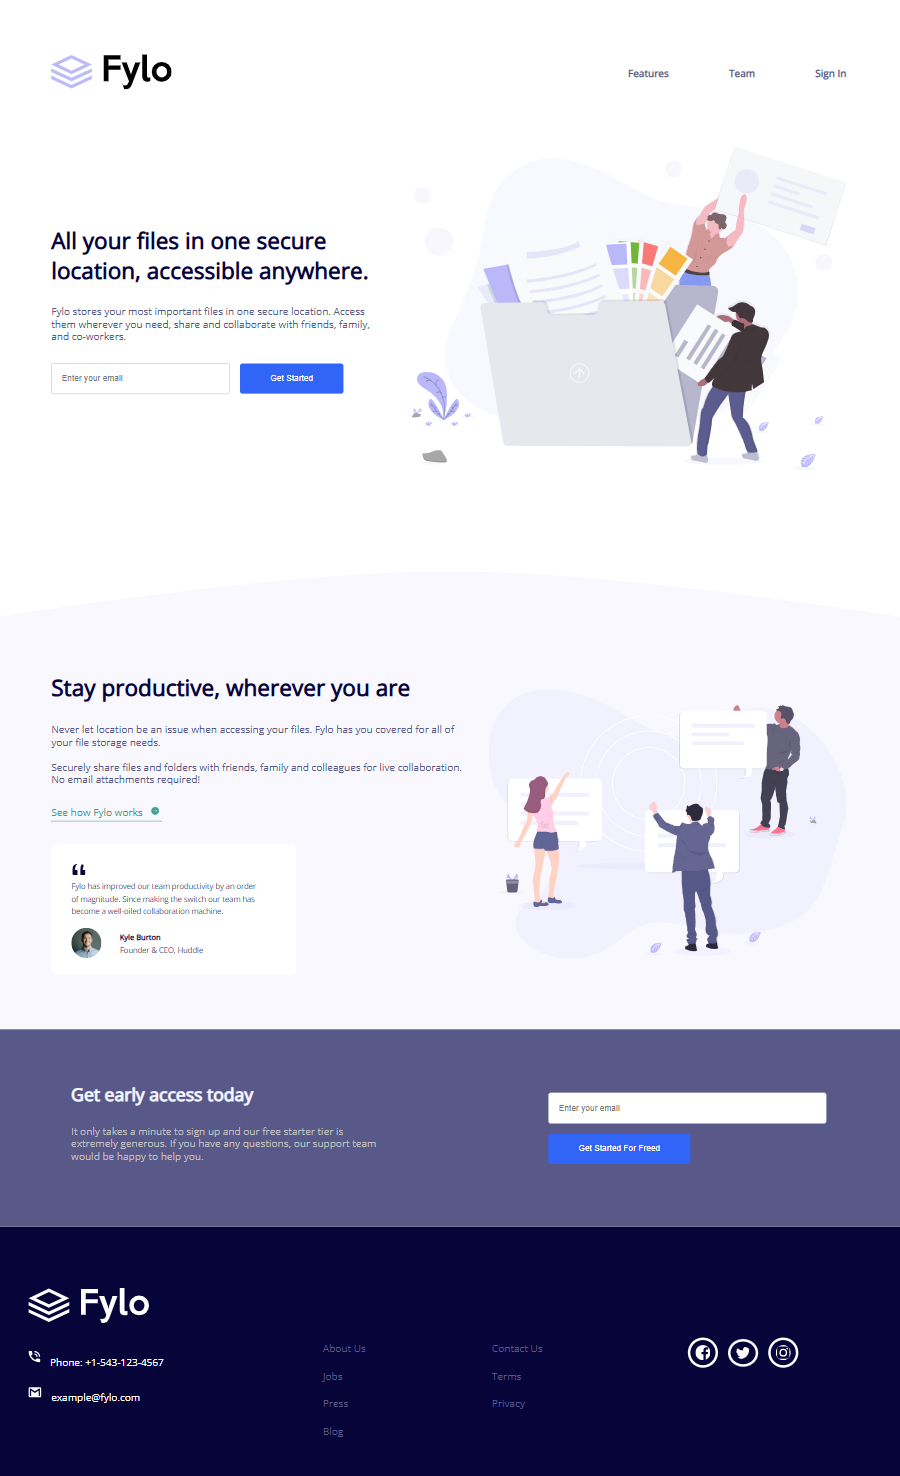 Fylo
Features
Team
Sign In
All your files in one secure
location, accessible anywhere.
Fylo stores your most important files in one secure location. Access
them wherever you need, share and collaborate with friends, family,
and co-workers.
Enter your email
Get Started
Stay productive, wherever you are
Never let location be an issue when accessing your files. Fylo has you covered for all of
your file storage needs.
Securely share files and folders with friends, family and colleagues for live collaboration.
No email attachments required!
See how Fylo works
“
Fylo has improved our team productivity by an order
of magnitude. Since making the switch our team has
become a well-oiled collaboration machine.
Kyle Burton
Founder & CEO, Huddle
Get early access today
It only takes a minute to sign up and our free starter tier is
extremely generous. If you have any questions, our support team
would be happy to help you.
Enter your email
Get Started For Freed
Fylo
Phone: +1-543-123-4567
example@fylo.com
About Us
Jobs
Press
Blog
Contact Us
Terms
Privacy